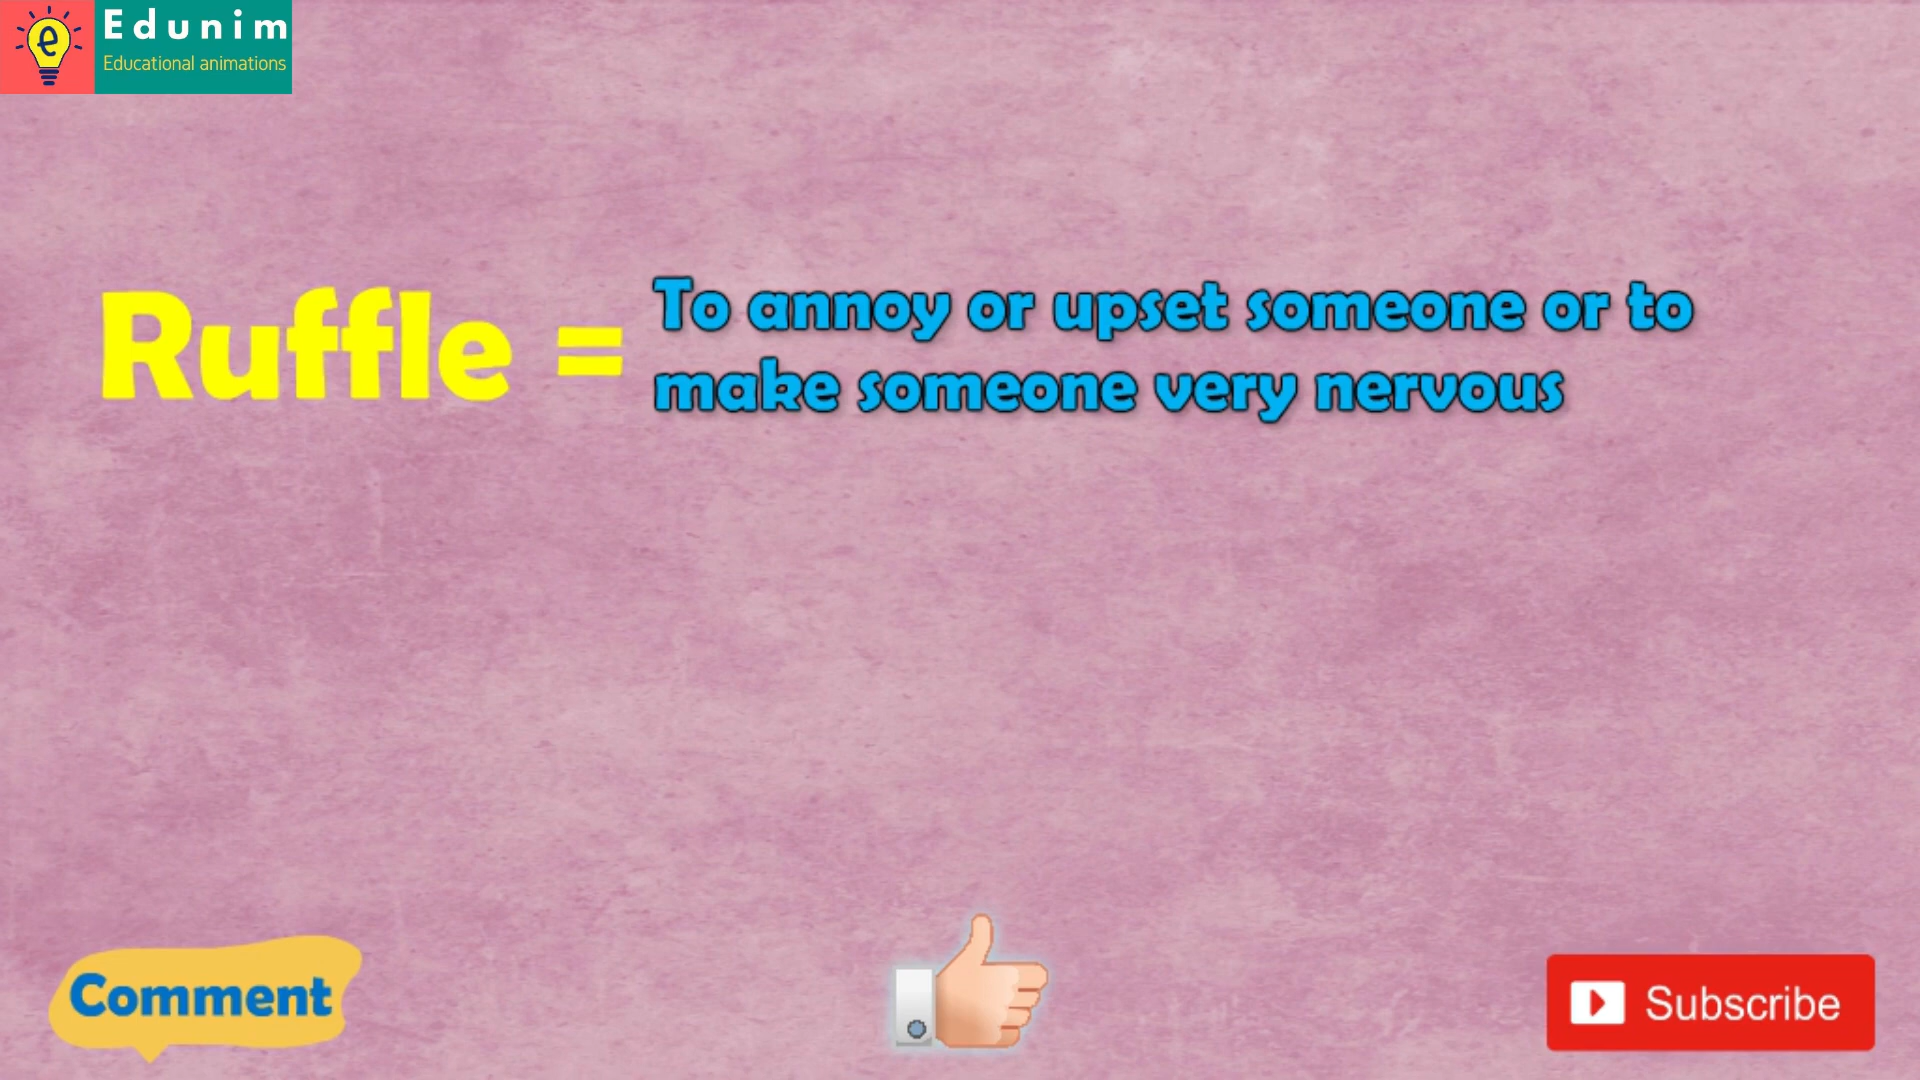 Edunim
Educational animations
Ruffle = To annoy or upset someone or to
make someone very nervous
Comment
Subscribe